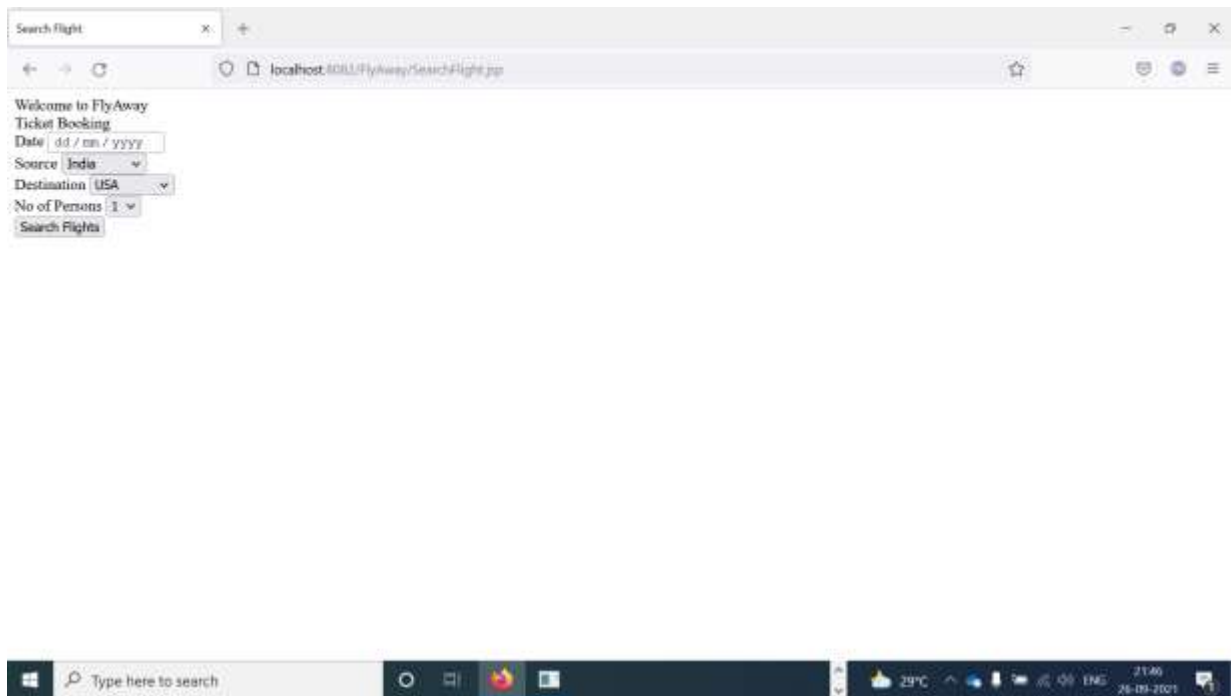 Search Flight
localhost:8082/FlyAway/SearchFlight.jsp
Welcome to FlyAway
Ticket Booking
Date dd / mm / yyyy
Source India
Destination USA
No of Persons 1
Search Flights
Type here to search
29°C ENG
21:46
26-09-2021